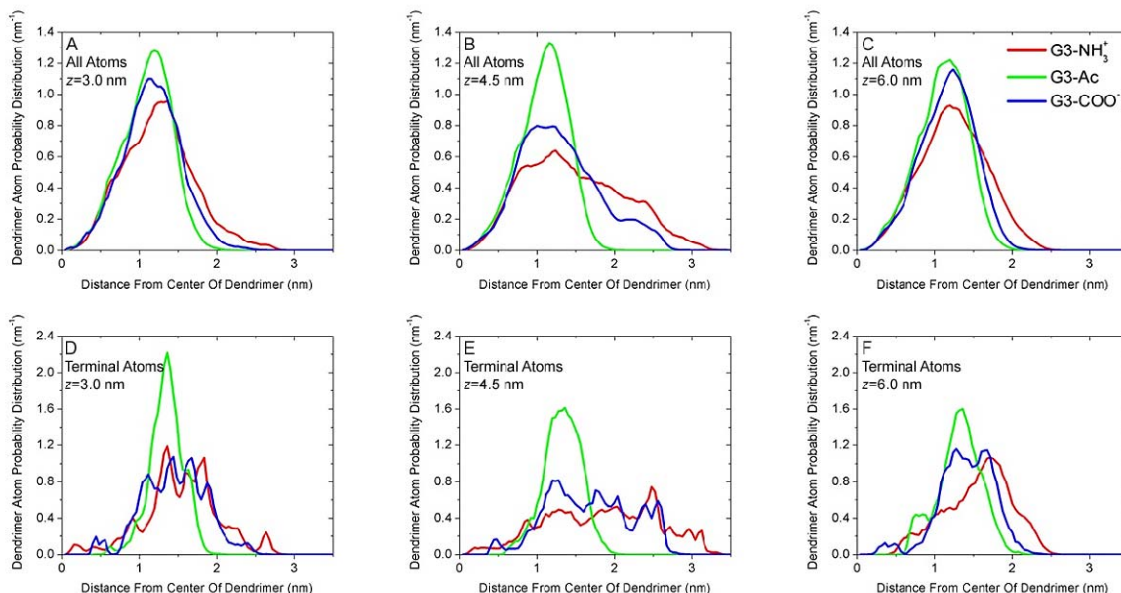 A
All Atoms
z=3.0 nm
Dendrimer Atom Probability Distribution (nm⁻¹)
1.4
1.2
1.0
0.8
0.6
0.4
0.2
0.0
0 1 2 3
Distance From Center Of Dendrimer (nm)
B
All Atoms
z=4.5 nm
Dendrimer Atom Probability Distribution (nm⁻¹)
1.4
1.2
1.0
0.8
0.6
0.4
0.2
0.0
0 1 2 3
Distance From Center Of Dendrimer (nm)
C
All Atoms
z=6.0 nm
Dendrimer Atom Probability Distribution (nm⁻¹)
1.4
1.2
1.0
0.8
0.6
0.4
0.2
0.0
0 1 2 3
Distance From Center Of Dendrimer (nm)
G3-NH₃⁺
G3-Ac
G3-COO⁻
D
Terminal Atoms
z=3.0 nm
Dendrimer Atom Probability Distribution (nm⁻¹)
2.4
2.0
1.6
1.2
0.8
0.4
0.0
0 1 2 3
Distance From Center Of Dendrimer (nm)
E
Terminal Atoms
z=4.5 nm
Dendrimer Atom Probability Distribution (nm⁻¹)
2.4
2.0
1.6
1.2
0.8
0.4
0.0
0 1 2 3
Distance From Center Of Dendrimer (nm)
F
Terminal Atoms
z=6.0 nm
Dendrimer Atom Probability Distribution (nm⁻¹)
2.4
2.0
1.6
1.2
0.8
0.4
0.0
0 1 2 3
Distance From Center Of Dendrimer (nm)